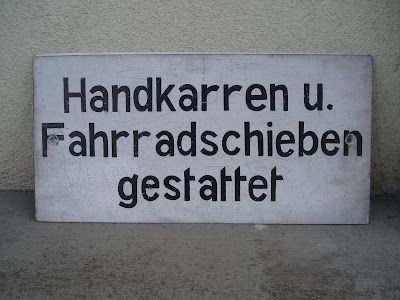 Handkarren u.
Fahrradschieben
gestattet